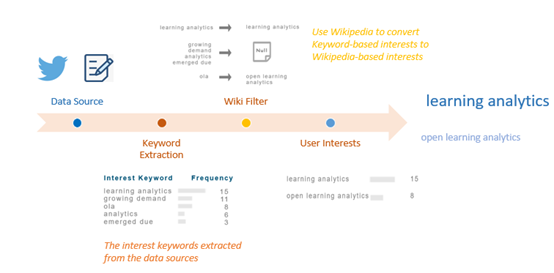 learning analytics
learning analytics
growing
demand
analytics
emerged due
Null
ola
open learning
analytics
Use Wikipedia to convert
Keyword-based interests to
Wikipedia-based interests
Data Source
Wiki Filter
Keyword
Extraction
User Interests
learning analytics
open learning analytics
Interest Keyword Frequency
learning analytics 15
growing demand 11
ola 8
analytics 6
emerged due 3
learning analytics 15
open learning analytics 8
The interest keywords extracted
from the data sources